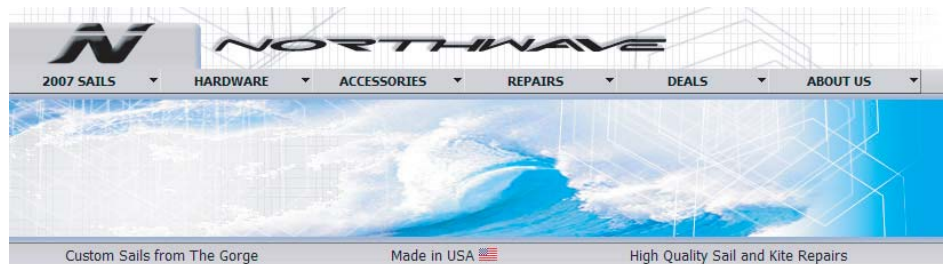 N NORTHWAVE
2007 SAILS HARDWARE ACCESSORIES REPAIRS DEALS ABOUT US
Custom Sails from The Gorge Made in USA High Quality Sail and Kite Repairs